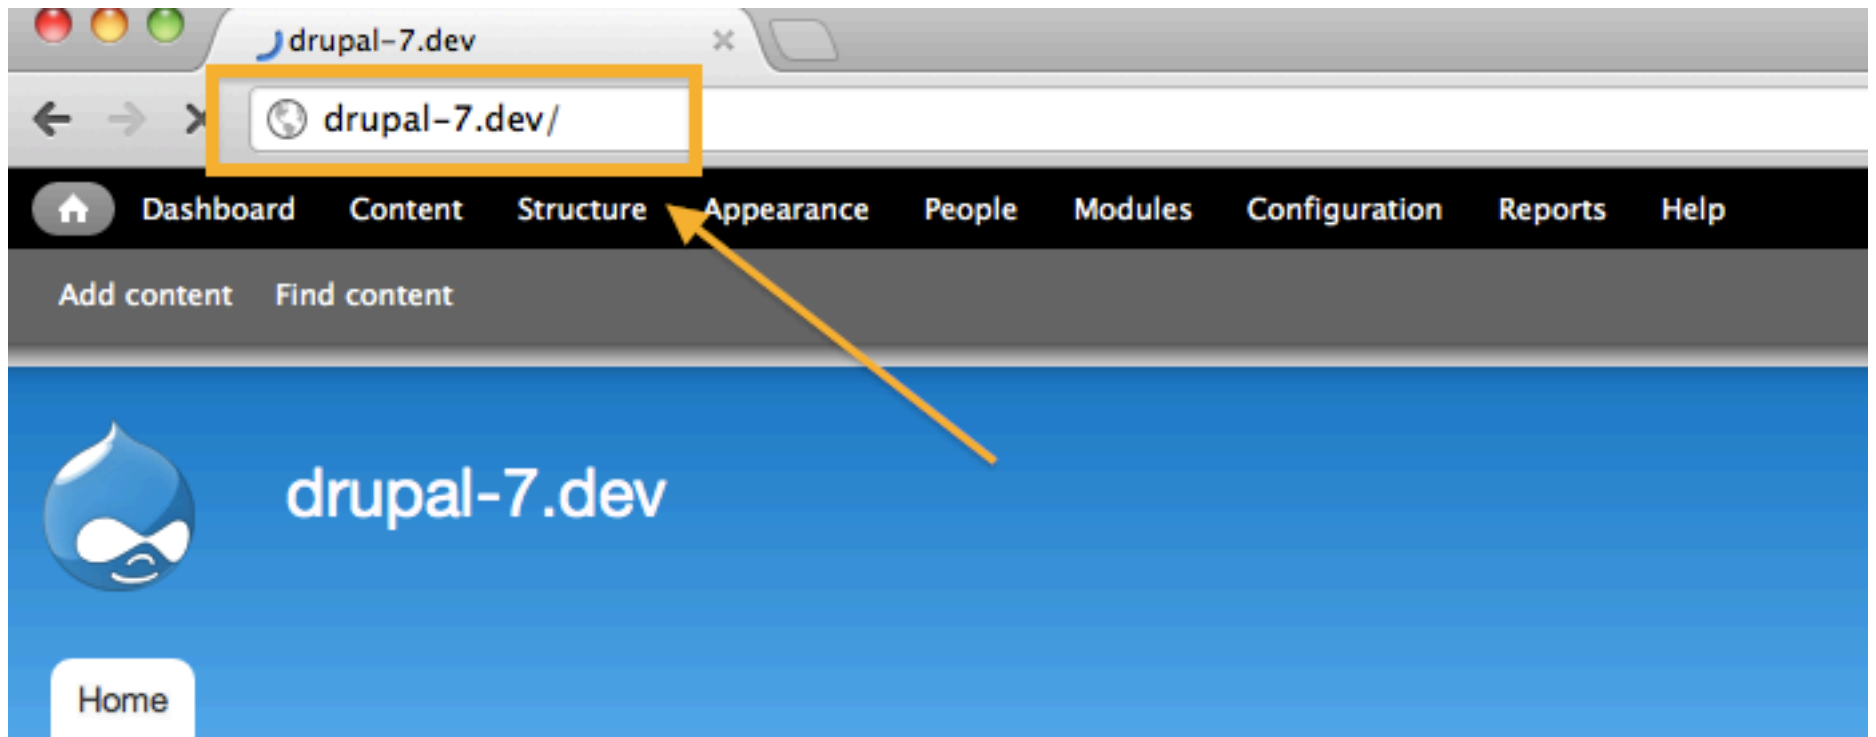 drupal-7.dev
drupal-7.dev/
Dashboard Content Structure Appearance People Modules Configuration Reports Help
Add content Find content
drupal-7.dev
Home